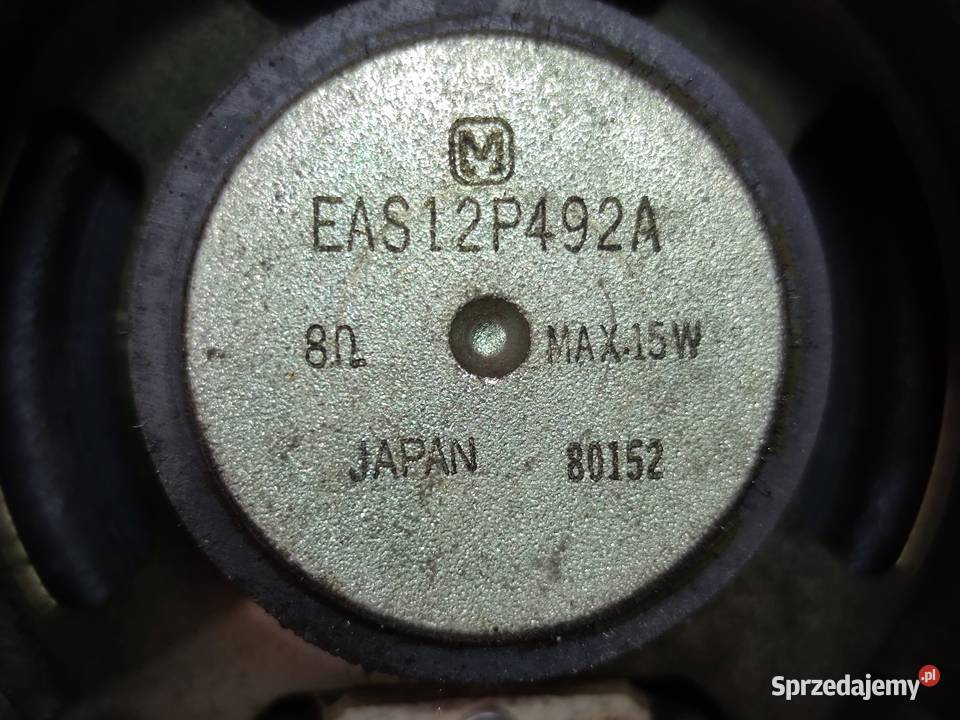 M
EAS12P492A
8Ω MAX.15W
JAPAN 80152
Sprzedajemy.pl